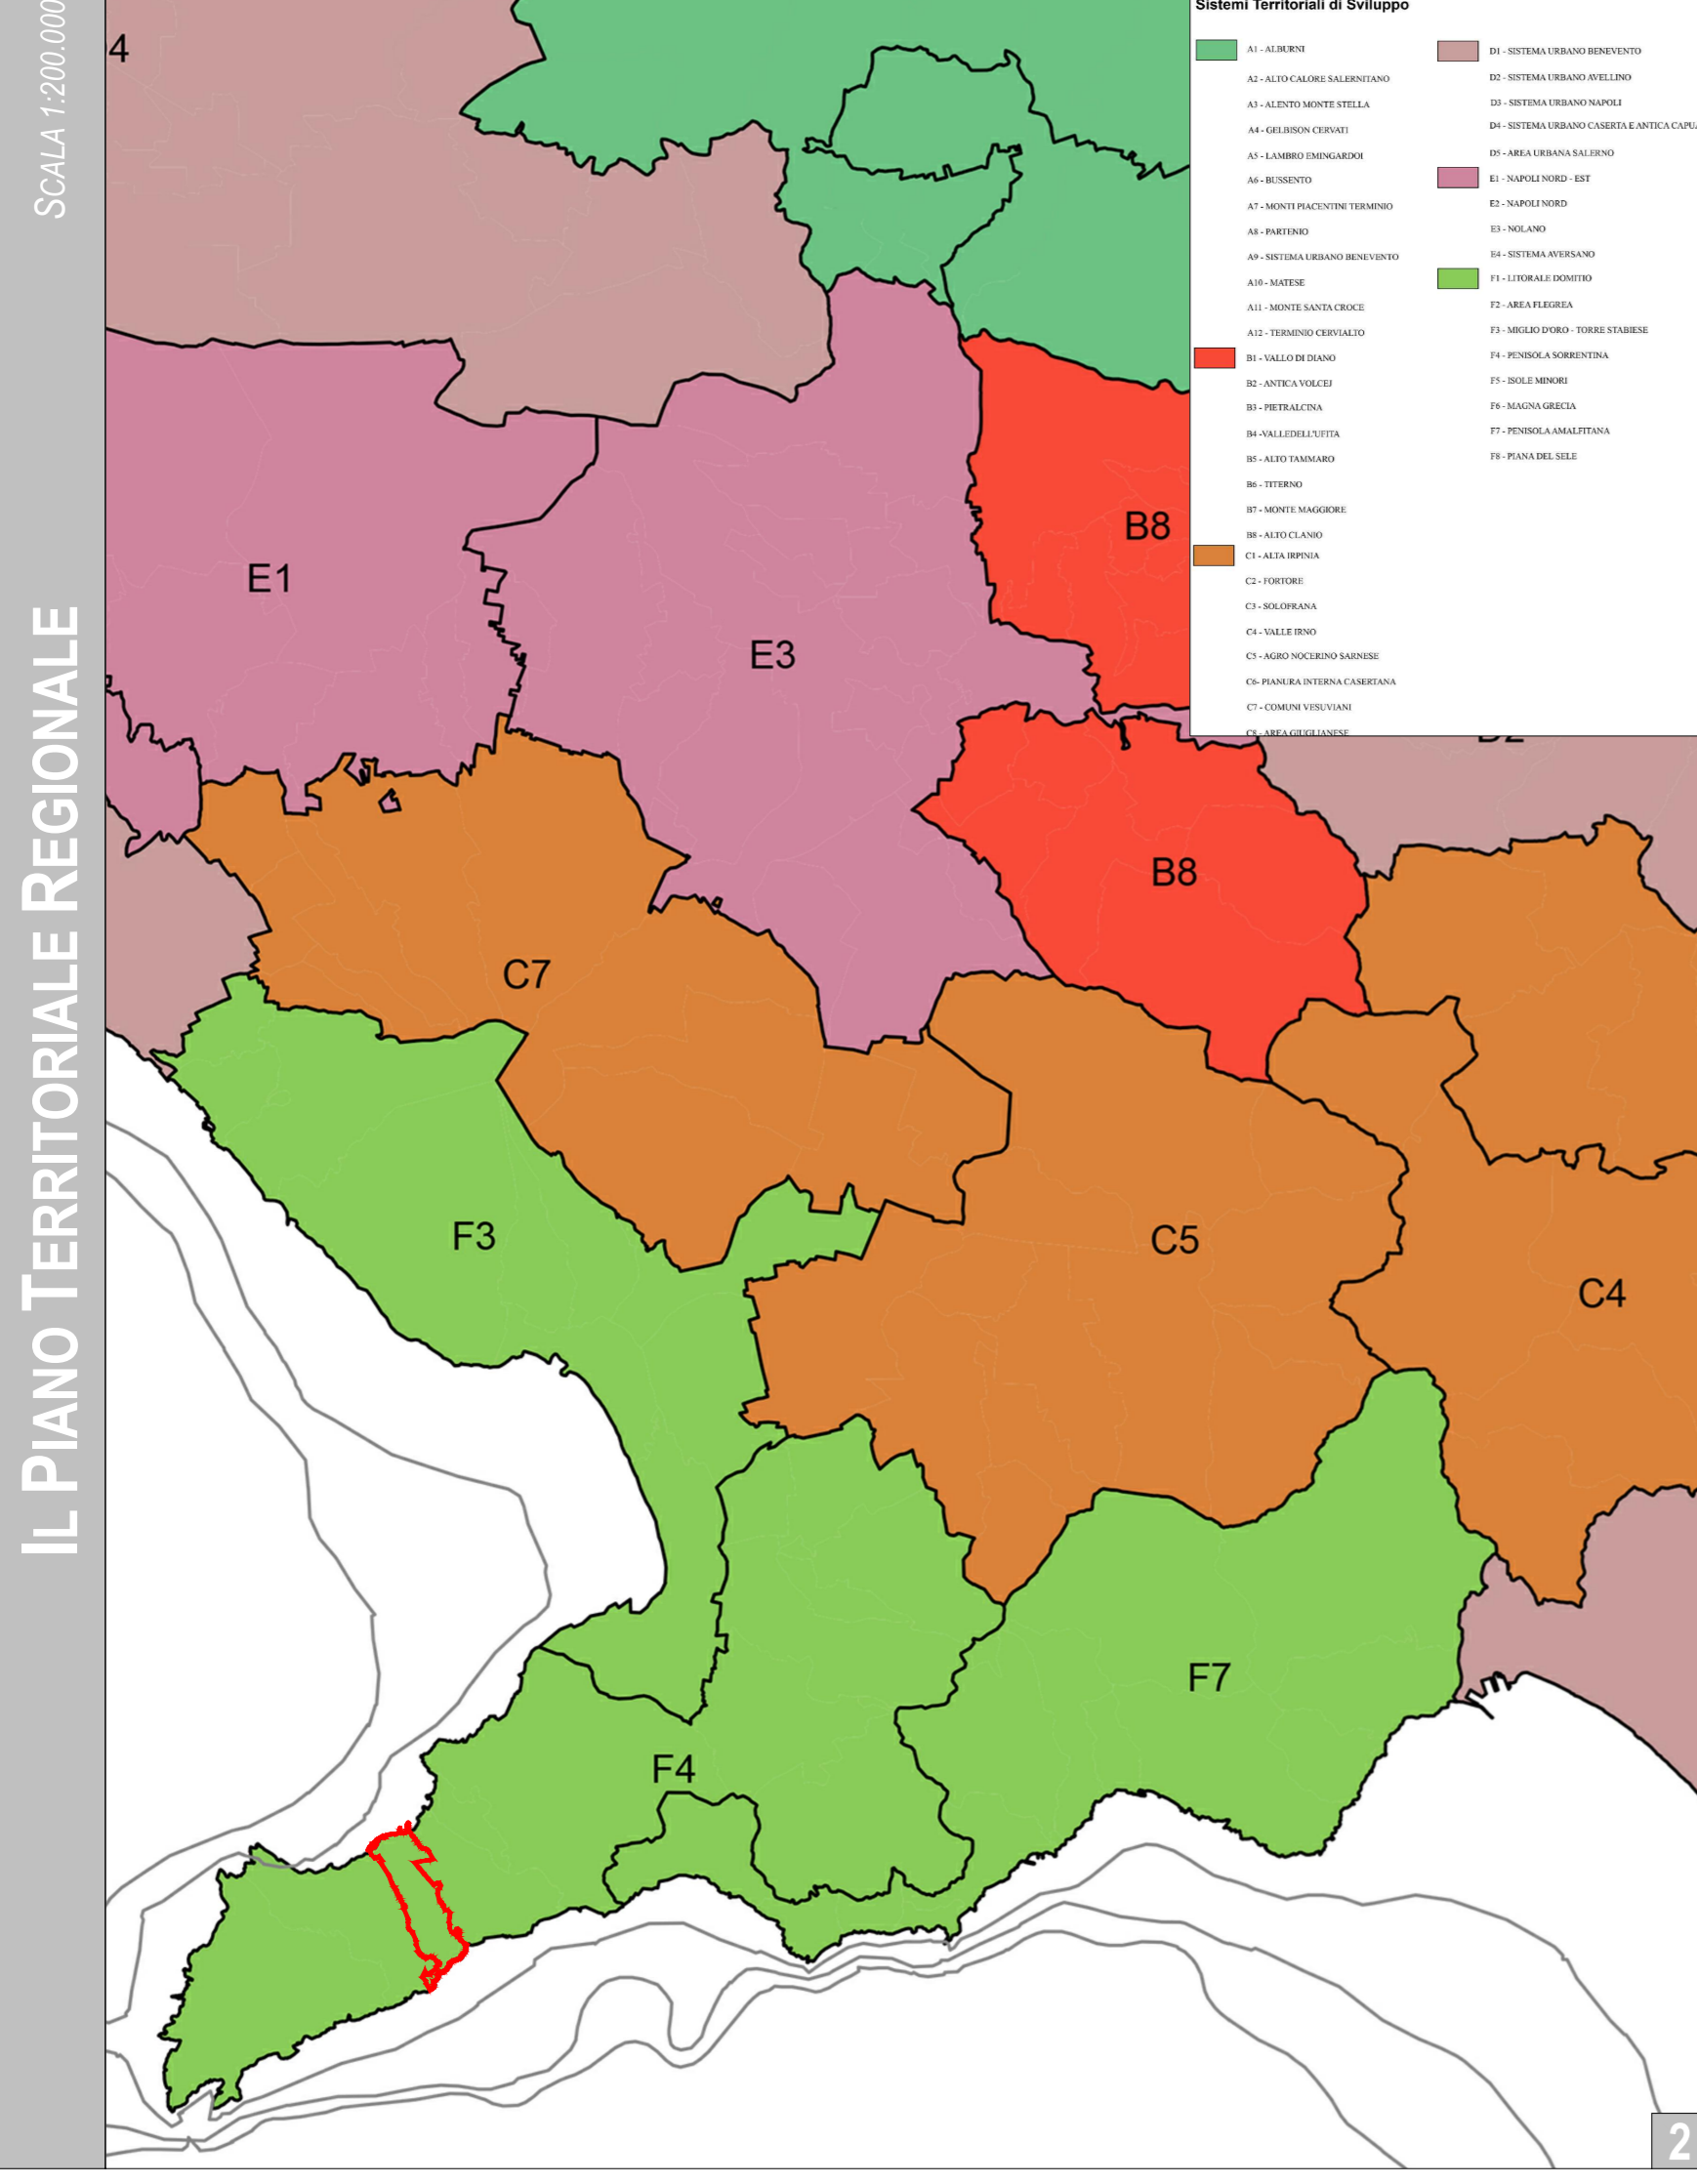 SCALA 1:200.000
IL PIANO TERRITORIALE REGIONALE
Sistemi Territoriali di Sviluppo
A1 - ALBURNI
A2 - ALTO CALORE SALERNITANO
A3 - ALENTO MONTE STELLA
A4 - GELBISON CERVATI
A5 - LAMBRO EMINGARDOI
A6 - BUSSENTO
A7 - MONTI PIACENTINI TERMINIO
A8 - PARTENIO
A9 - SISTEMA URBANO BENEVENTO
A10 - MATESE
A11 - MONTE SANTA CROCE
A12 - TERMINIO CERVIALTO
B1 - VALLO DI DIANO
B2 - ANTICA VOLCEJ
B3 - PIETRALCINA
B4 -VALLEDELL'UFITA
B5 - ALTO TAMMARO
B6 - TITERNO
B7 - MONTE MAGGIORE
B8 - ALTO CLANIO
C1 - ALTA IRPINIA
C2 - FORTORE
C3 - SOLOFRANA
C4 - VALLE IRNO
C5 - AGRO NOCERINO SARNESE
C6- PIANURA INTERNA CASERTANA
C7 - COMUNI VESUVIANI
C8 - AREA GIUGLIANESE
D1 - SISTEMA URBANO BENEVENTO
D2 - SISTEMA URBANO AVELLINO
D3 - SISTEMA URBANO NAPOLI
D4 - SISTEMA URBANO CASERTA E ANTICA CAPUA
D5 - AREA URBANA SALERNO
E1 - NAPOLI NORD - EST
E2 - NAPOLI NORD
E3 - NOLANO
E4 - SISTEMA AVERSANO
F1 - LITORALE DOMITIO
F2 - AREA FLEGREA
F3 - MIGLIO D'ORO - TORRE STABIESE
F4 - PENISOLA SORRENTINA
F5 - ISOLE MINORI
F6 - MAGNA GRECIA
F7 - PENISOLA AMALFITANA
F8 - PIANA DEL SELE
4
B8
E1
E3
D2
B8
C7
F3
C5
C4
F7
F4
2